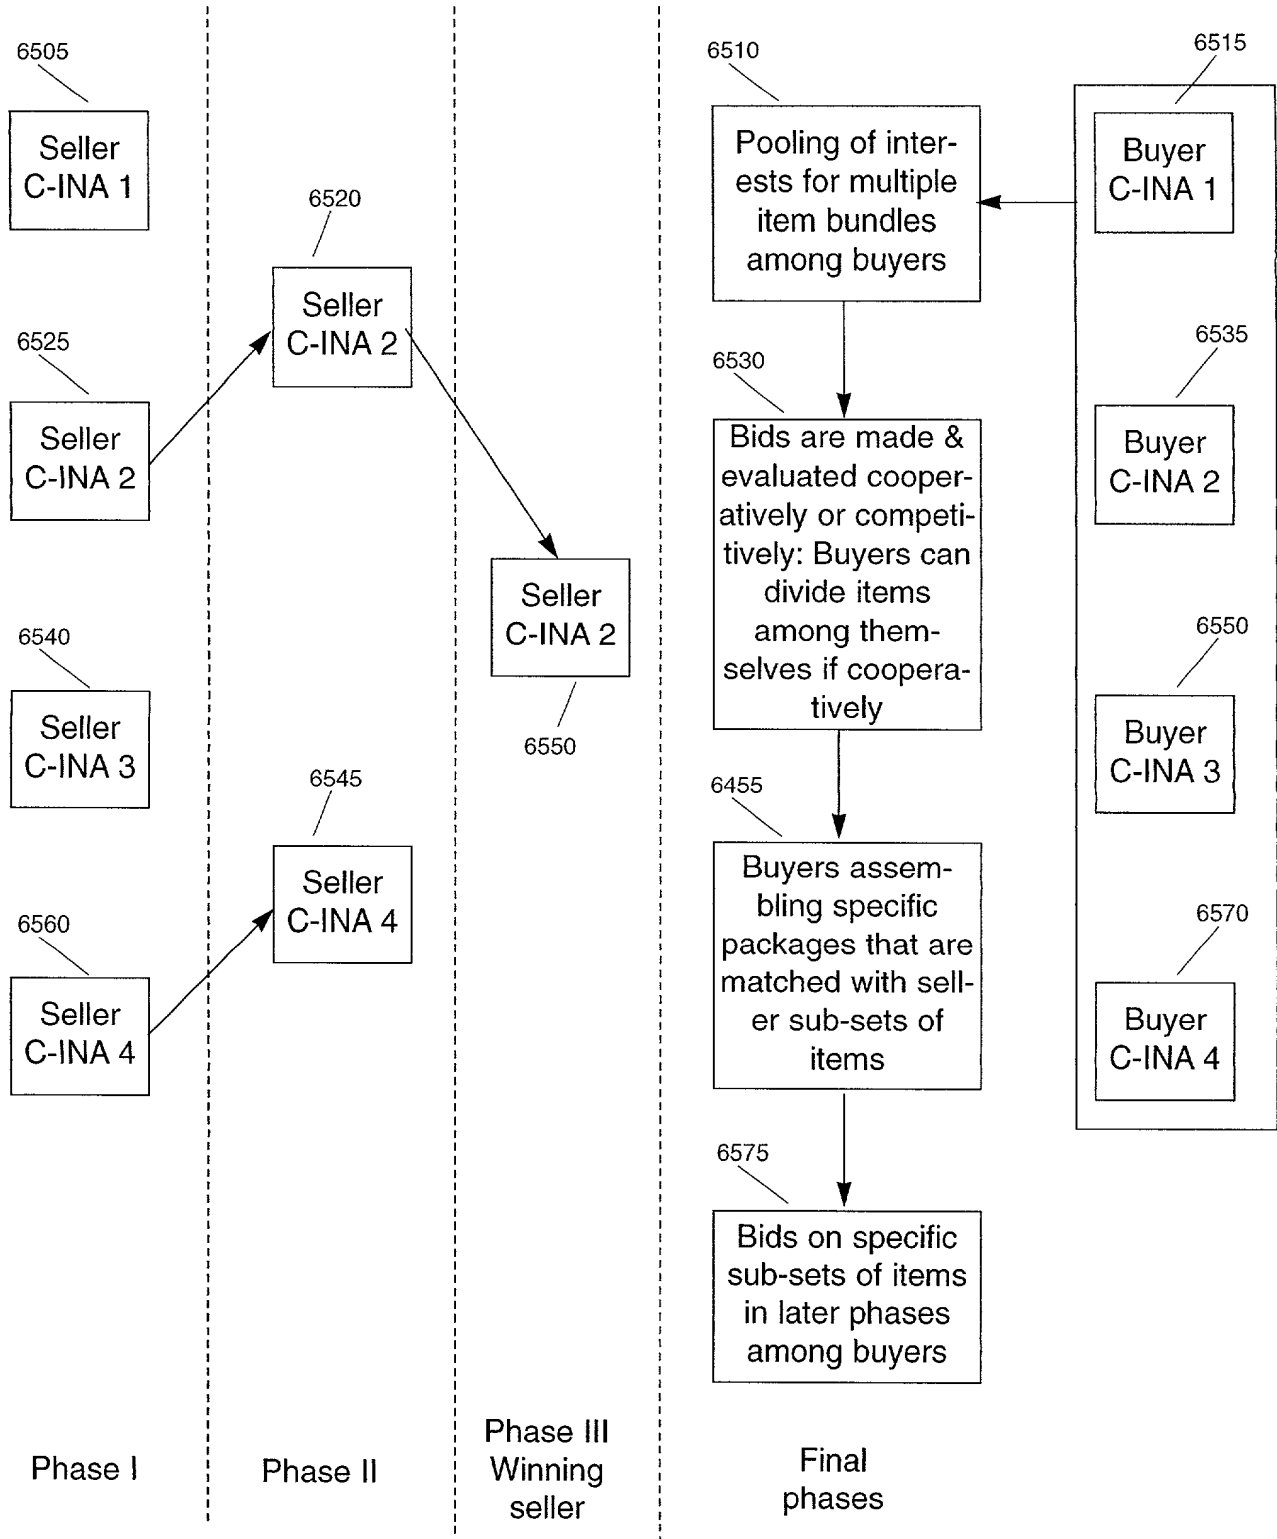 6505
Seller
C-INA 1
6525
Seller
C-INA 2
6540
Seller
C-INA 3
6560
Seller
C-INA 4
Phase I
6520
Seller
C-INA 2
6545
Seller
C-INA 4
Phase II
Seller
C-INA 2
6550
Phase III
Winning
seller
6510
Pooling of inter-
ests for multiple
item bundles
among buyers
6530
Bids are made &
evaluated cooper-
atively or competi-
tively: Buyers can
divide items
among them-
selves if coopera-
tively
6455
Buyers assem-
bling specific
packages that are
matched with sell-
er sub-sets of
items
6575
Bids on specific
sub-sets of items
in later phases
among buyers
Final
phases
6515
Buyer
C-INA 1
6535
Buyer
C-INA 2
6550
Buyer
C-INA 3
6570
Buyer
C-INA 4